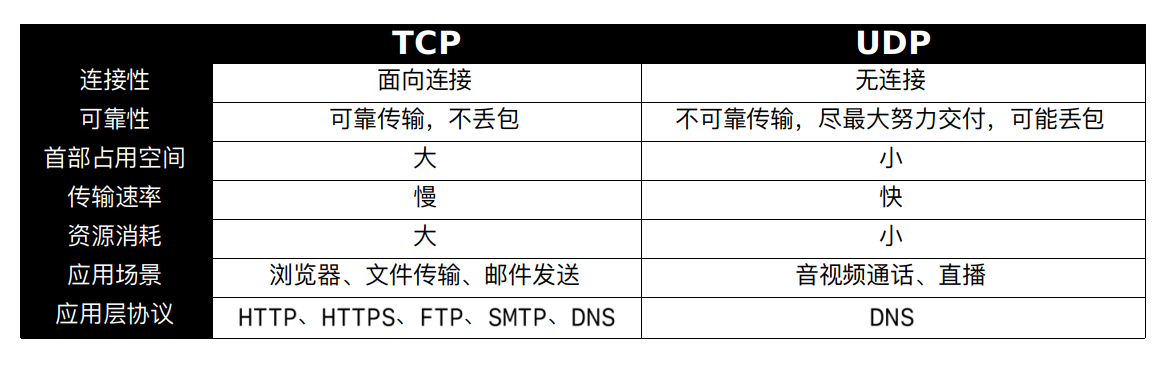 TCP UDP
连接性 面向连接 无连接
可靠性 可靠传输，不丢包 不可靠传输，尽最大努力交付，可能丢包
首部占用空间 大 小
传输速率 慢 快
资源消耗 大 小
应用场景 浏览器、文件传输、邮件发送 音视频通话、直播
应用层协议 HTTP、HTTPS、FTP、SMTP、DNS DNS